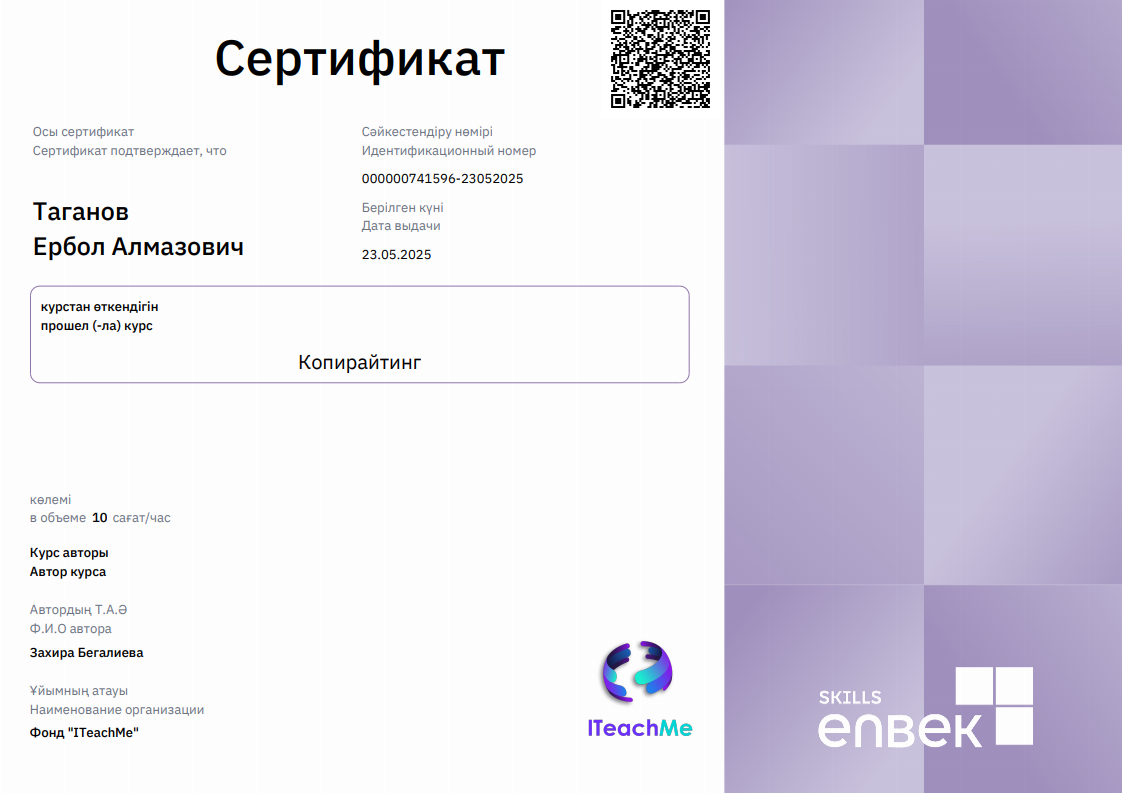 Сертификат
Осы сертификат
Сертификат подтверждает, что
Таганов
Ербол Алмазович
Сәйкестендіру нөмірі
Идентификационный номер
000000741596-23052025
Берілген күні
Дата выдачи
23.05.2025
курстан өткендігін
прошел (-ла) курс
Копирайтинг
көлемі
в объеме 10 сағат/час
Курс авторы
Автор курса
Автордың Т.А.Ә
Ф.И.О автора
Захира Бегалиева
Ұйымның атауы
Наименование организации
Фонд "ITeachMe"
ITeachMe
SKILLS
enbek